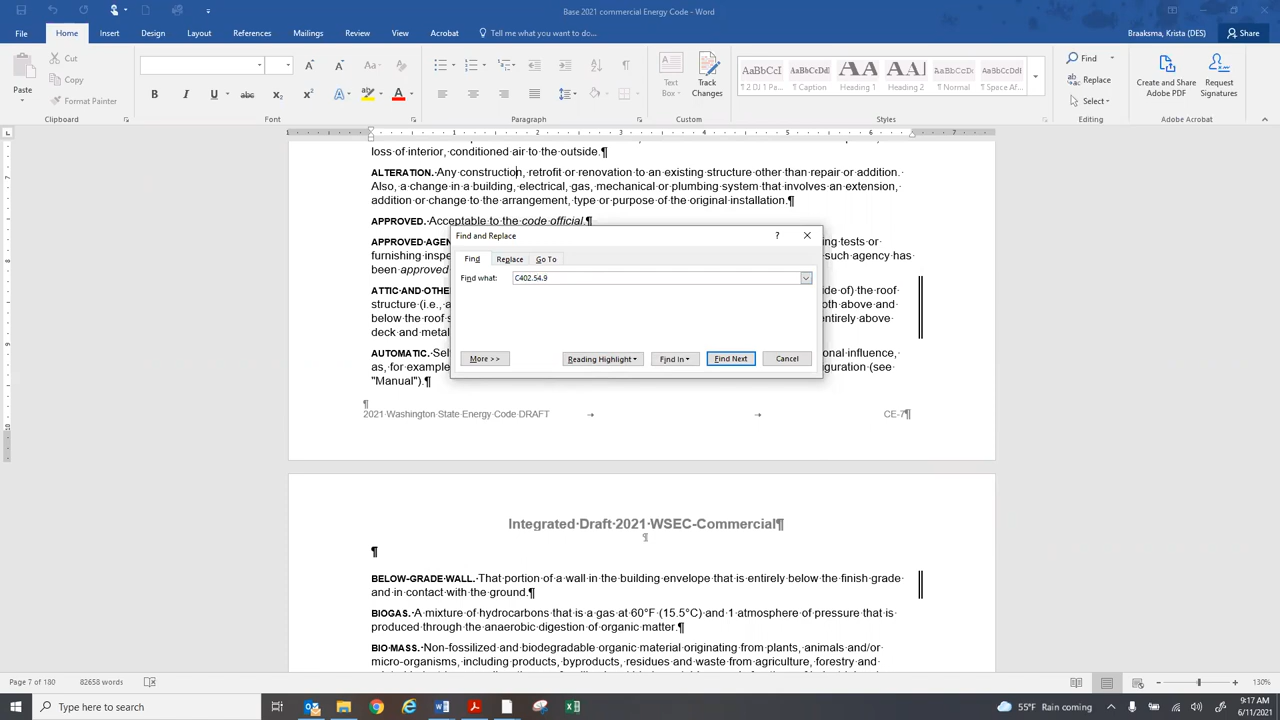 Base 2021 commercial Energy Code - Word
File Home Insert Design Layout References Mailings Review View Acrobat Tell me what you want to do... Braaksma, Krista (DES) Share
Paste Cut Copy Format Painter
Text Box Track Changes
AaBbCcI AaBbCcDd AaBbCcDd AaBbCcD
¶ 2 DJ 1 P... ¶ Caption Heading 1 Heading 2 ¶ Normal ¶ Space Af...
Find Replace Select
Create and Share Adobe PDF Request Signatures
Clipboard Font Paragraph Custom Styles Editing Adobe Acrobat
1 1 2 3 4 5 6 7
loss·of·interior,·conditioned·air·to·the·outside.¶
ALTERATION.·Any·construction,·retrofit·or·renovation·to·an·existing·structure·other·than·repair·or·addition.·
Also,·a·change·in·a·building,·electrical,·gas,·mechanical·or·plumbing·system·that·involves·an·extension,·
addition·or·change·to·the·arrangement,·type·or·purpose·of·the·original·installation.¶
APPROVED.·Acceptable·to·the·code·official.¶
APPROVED·AGEN ing·tests·or·
furnishing·inspe such·agency·has·
been·approved
ATTIC·AND·OTHE de·of)·the·roof·
structure·(i.e.,·a oth·above·and·
below·the·roof·s entirely·above·
deck·and·metal
AUTOMATIC.·Sel onal·influence,·
as,·for·example guration·(see·
"Manual").¶
Find and Replace ?
Find Replace Go To
Find what: C402.54.9
More >> Reading Highlight Find In Find Next Cancel
¶
2021·Washington·State·Energy·Code·DRAFT → → CE-7¶
Integrated·Draft·2021·WSEC-Commercial¶
¶
¶
BELOW-GRADE·WALL.·That·portion·of·a·wall·in·the·building·envelope·that·is·entirely·below·the·finish·grade·
and·in·contact·with·the·ground.¶
BIOGAS.·A·mixture·of·hydrocarbons·that·is·a·gas·at·60°F·(15.5°C)·and·1·atmosphere·of·pressure·that·is·
produced·through·the·anaerobic·digestion·of·organic·matter.¶
BIO·MASS.·Non-fossilized·and·biodegradable·organic·material·originating·from·plants,·animals·and/or·
micro-organisms,·including·products,·byproducts,·residues·and·waste·from·agriculture,·forestry·and·
Page 7 of 180 82658 words 130%
Type here to search 55°F Rain coming 9:17 AM
6/11/2021